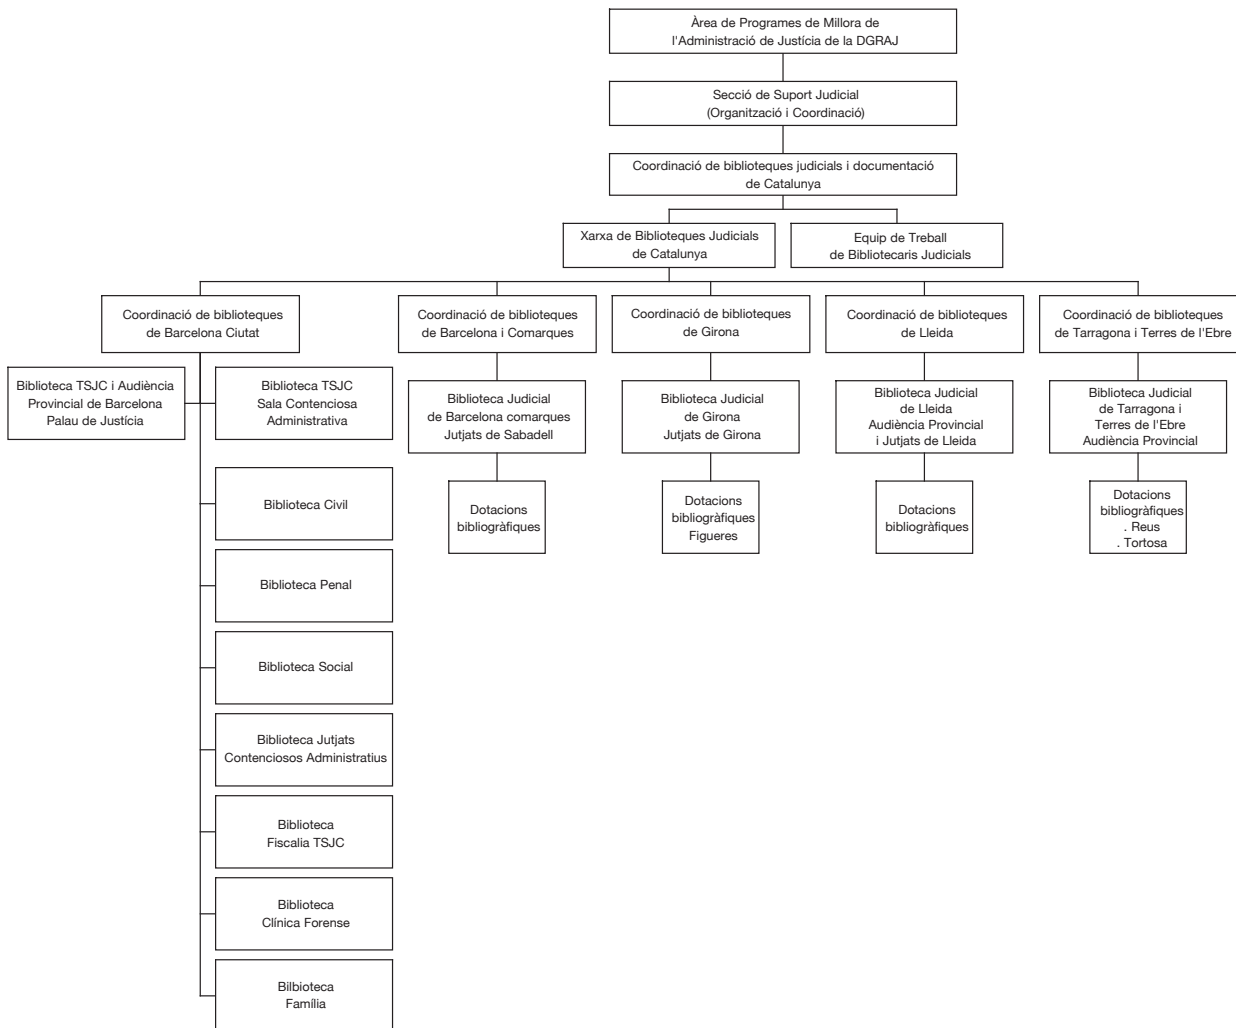 Àrea de Programes de Millora de
l'Administració de Justícia de la DGRAJ
Secció de Suport Judicial
(Organització i Coordinació)
Coordinació de biblioteques judicials i documentació
de Catalunya
Xarxa de Biblioteques Judicials
de Catalunya
Equip de Treball
de Bibliotecaris Judicials
Coordinació de biblioteques
de Barcelona Ciutat
Coordinació de biblioteques
de Barcelona i Comarques
Coordinació de biblioteques
de Girona
Coordinació de biblioteques
de Lleida
Coordinació de biblioteques
de Tarragona i Terres de l'Ebre
Biblioteca TSJC i Audiència
Provincial de Barcelona
Palau de Justícia
Biblioteca TSJC
Sala Contenciosa
Administrativa
Biblioteca Judicial
de Barcelona comarques
Jutjats de Sabadell
Biblioteca Judicial
de Girona
Jutjats de Girona
Biblioteca Judicial
de Lleida
Audiència Provincial
i Jutjats de Lleida
Biblioteca Judicial
de Tarragona i
Terres de l'Ebre
Audiència Provincial
Biblioteca Civil
Dotacions
bibliogràfiques
Dotacions
bibliogràfiques
Figueres
Dotacions
bibliogràfiques
Dotacions
bibliogràfiques
. Reus
. Tortosa
Biblioteca Penal
Biblioteca Social
Biblioteca Jutjats
Contenciosos Administratius
Biblioteca
Fiscalia TSJC
Biblioteca
Clínica Forense
Bilbioteca
Família